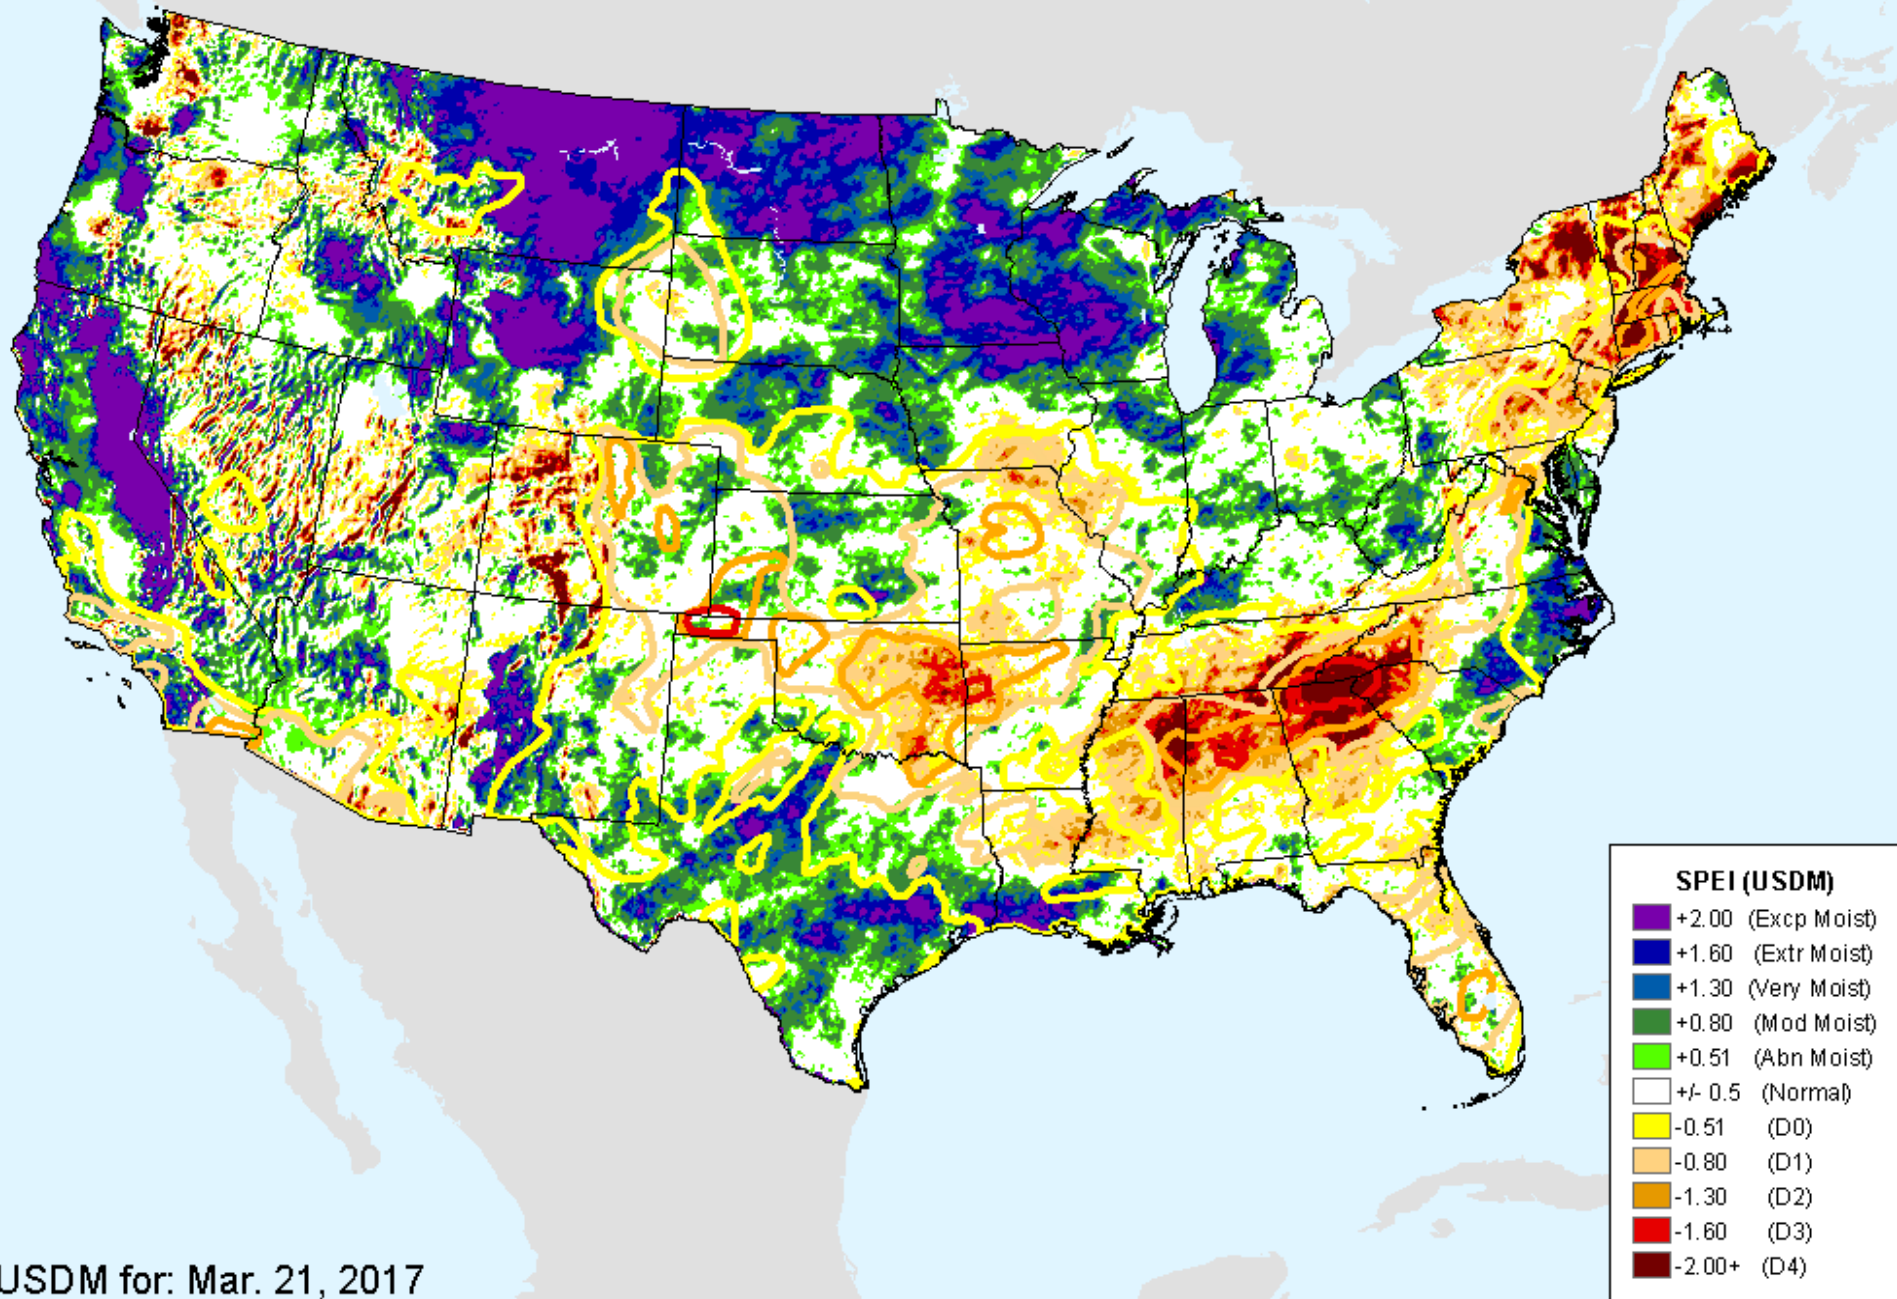 SPEI (USDM)
+2.00 (Excp Moist)
+1.60 (Extr Moist)
+1.30 (Very Moist)
+0.80 (Mod Moist)
+0.51 (Abn Moist)
+/- 0.5 (Normal)
-0.51 (D0)
-0.80 (D1)
-1.30 (D2)
-1.60 (D3)
-2.00+ (D4)
USDM for: Mar. 21, 2017